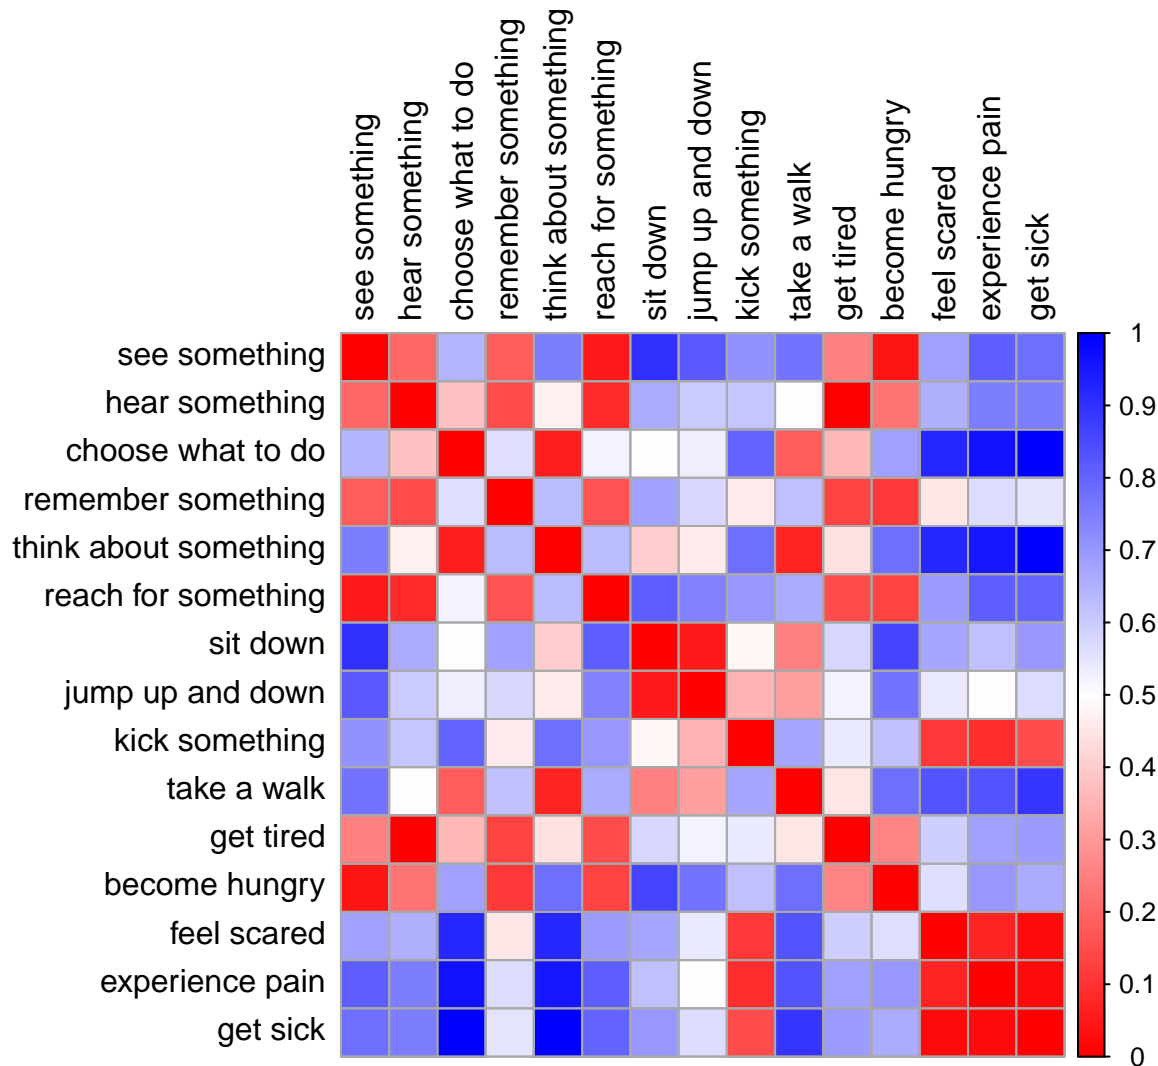 see something
hear something
choose what to do
remember something
think about something
reach for something
sit down
jump up and down
kick something
take a walk
get tired
become hungry
feel scared
experience pain
get sick
see something
hear something
choose what to do
remember something
think about something
reach for something
sit down
jump up and down
kick something
take a walk
get tired
become hungry
feel scared
experience pain
get sick
1
0.9
0.8
0.7
0.6
0.5
0.4
0.3
0.2
0.1
0